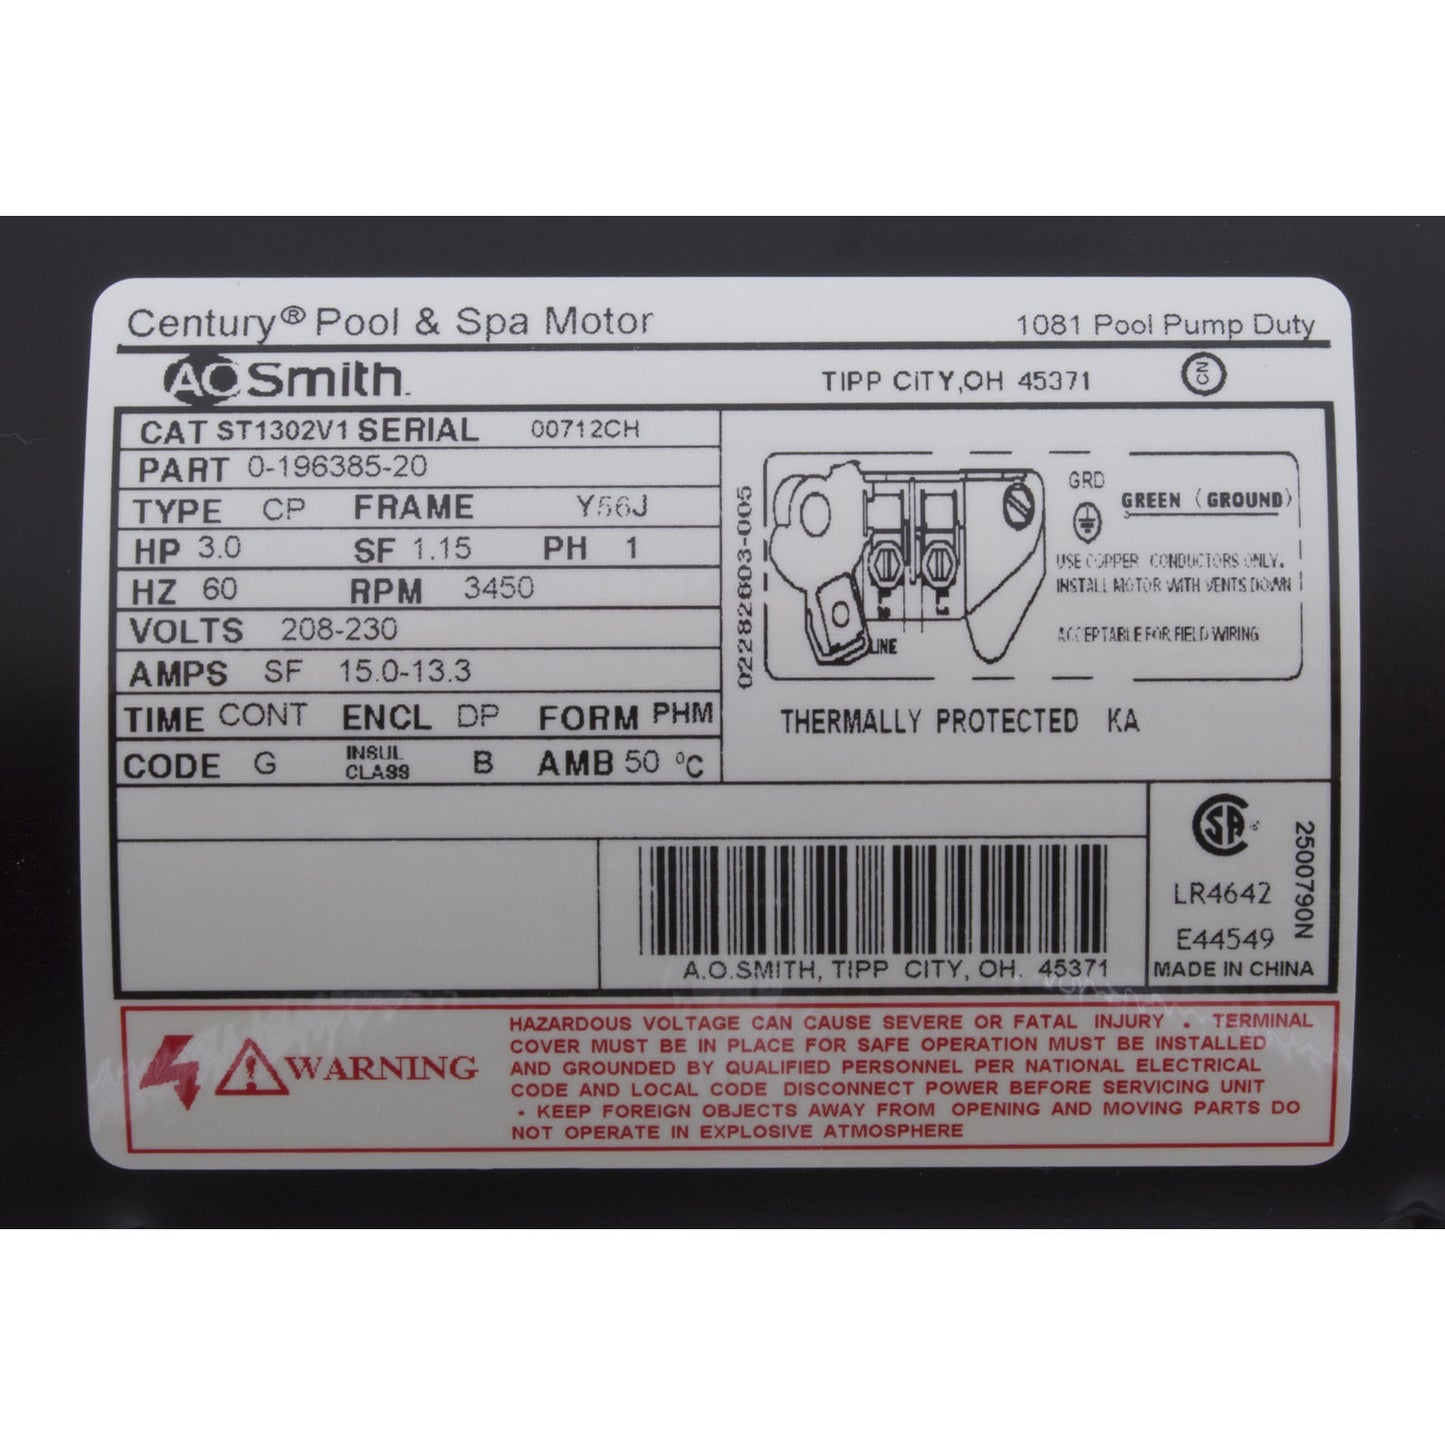 Century® Pool & Spa Motor 1081 Pool Pump Duty
AO Smith. TIPP CITY,OH 45371 CN
CAT ST1302V1 SERIAL 00712CH
PART 0-196385-20
TYPE CP FRAME Y56J
HP 3.0 SF 1.15 PH 1
HZ 60 RPM 3450
VOLTS 208-230
AMPS SF 15.0-13.3
TIME CONT ENCL DP FORM PHM
CODE G INSUL CLASS B AMB 50 °C
02282803-005
GRD
GREEN (GROUND)
USE COPPER CONDUCTORS ONLY.
INSTALL MOTOR WITH VENTS DOWN
ACCEPTABLE FOR FIELD WIRING
LINE
THERMALLY PROTECTED KA
A.O.SMITH, TIPP CITY, OH. 45371
SA
LR4642
E44549
MADE IN CHINA
2500790N
WARNING
HAZARDOUS VOLTAGE CAN CAUSE SEVERE OR FATAL INJURY • TERMINAL
COVER MUST BE IN PLACE FOR SAFE OPERATION MUST BE INSTALLED
AND GROUNDED BY QUALIFIED PERSONNEL PER NATIONAL ELECTRICAL
CODE AND LOCAL CODE DISCONNECT POWER BEFORE SERVICING UNIT
• KEEP FOREIGN OBJECTS AWAY FROM OPENING AND MOVING PARTS DO
NOT OPERATE IN EXPLOSIVE ATMOSPHERE